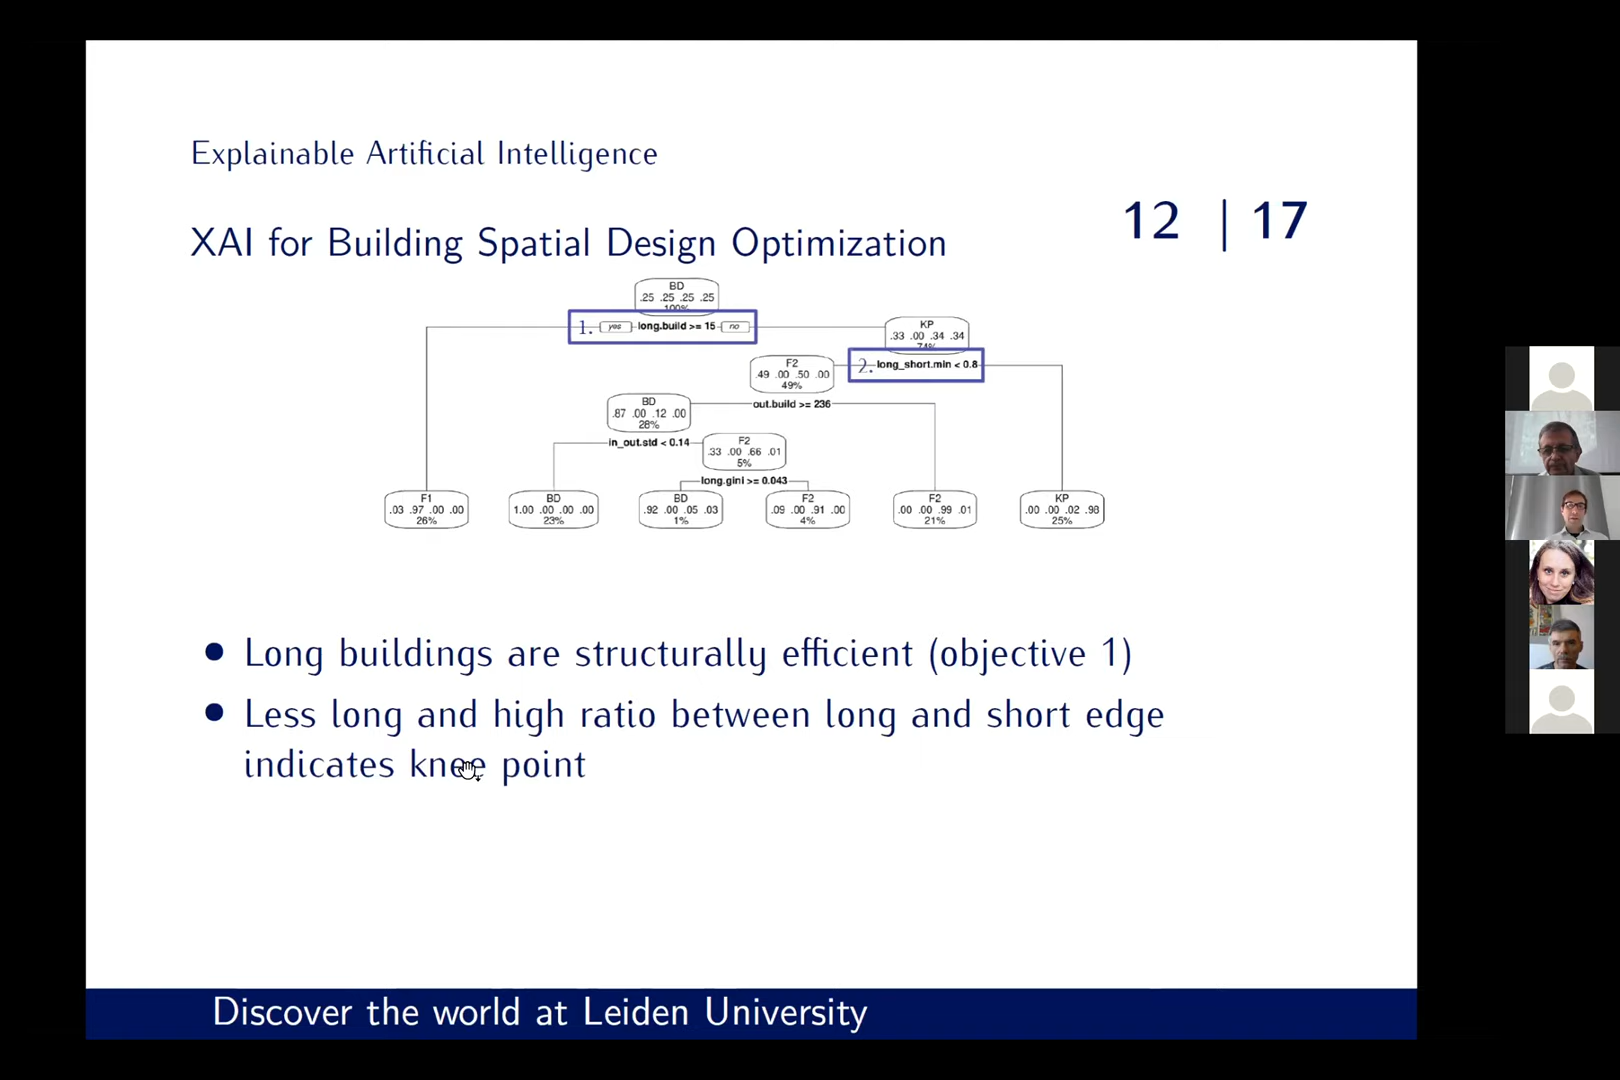 Explainable Artificial Intelligence
12 | 17
XAI for Building Spatial Design Optimization
BD
.25 .25 .25 .25
100%
1. yes long.build >= 15 no
KP
.33 .00 .34 .34
74%
2. long_short.min < 0.8
F2
.49 .00 .50 .00
49%
out.build >= 236
BD
.87 .00 .12 .00
28%
in_out.std < 0.14
F2
.33 .00 .66 .01
5%
long.gini >= 0.043
F1
.03 .97 .00 .00
26%
BD
1.00 .00 .00 .00
23%
BD
.92 .00 .05 .03
1%
F2
.09 .00 .91 .00
4%
F2
.00 .00 .99 .01
21%
KP
.00 .00 .02 .98
25%
• Long buildings are structurally efficient (objective 1)
• Less long and high ratio between long and short edge
indicates knee point
Discover the world at Leiden University